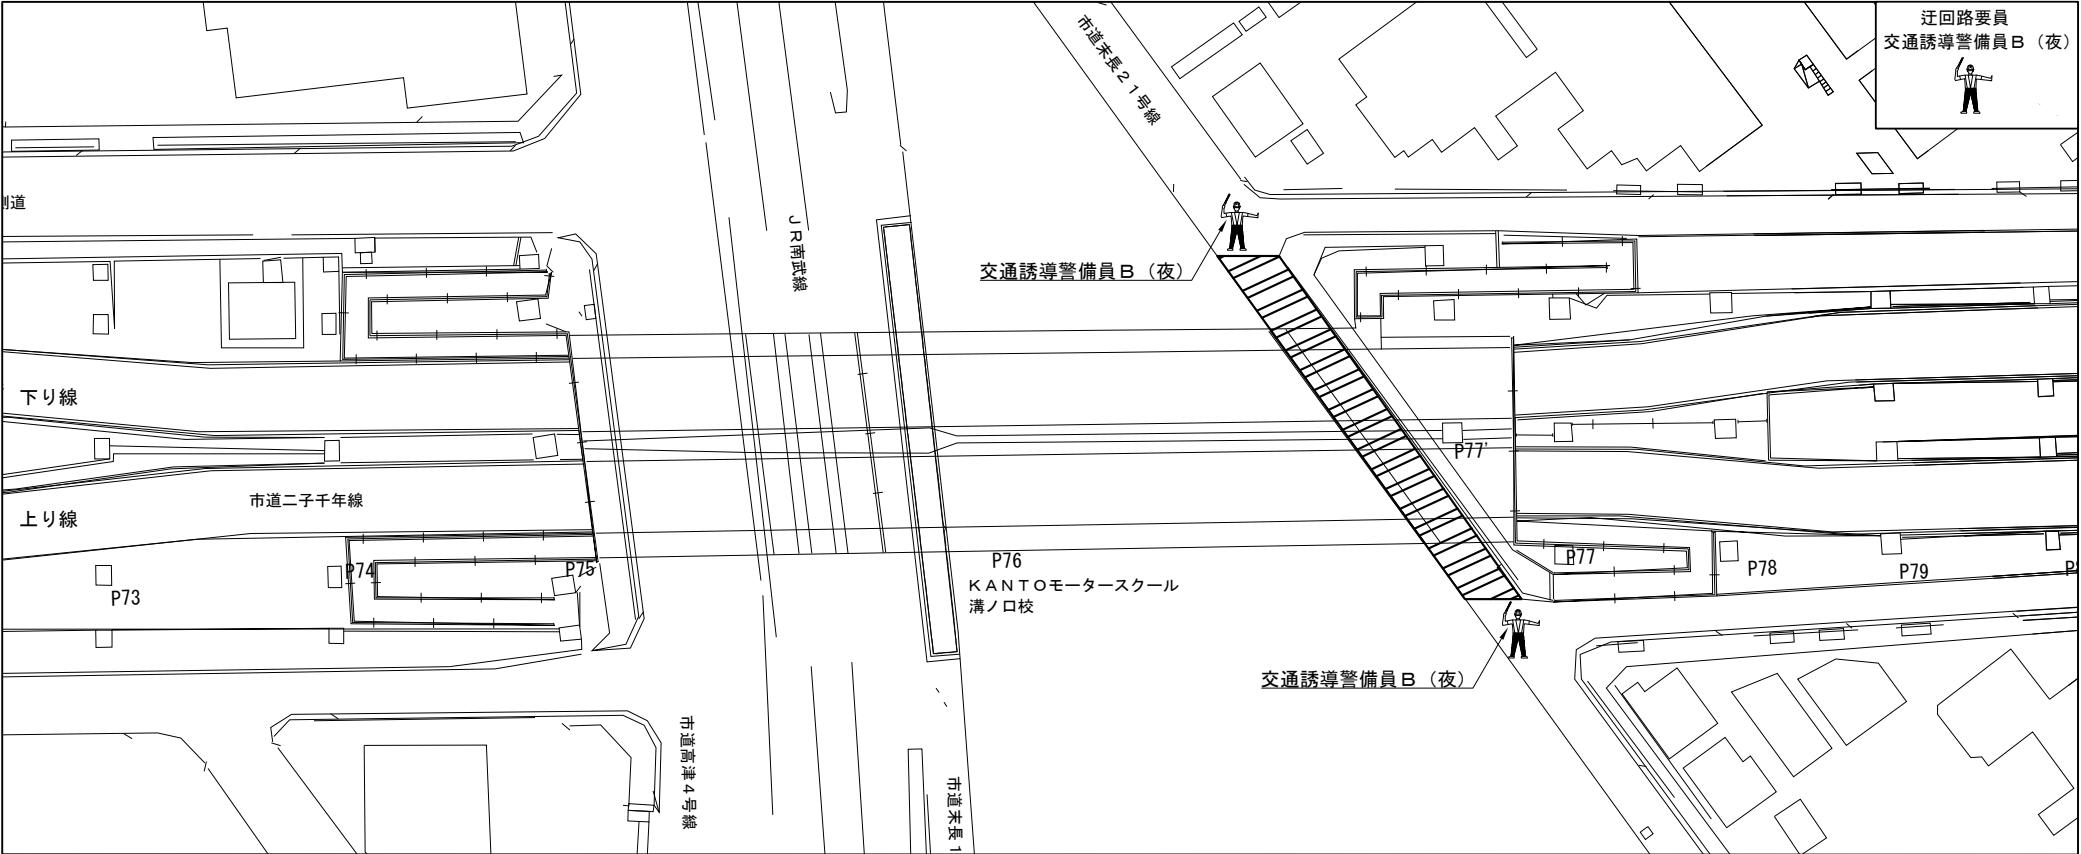 迂回路要員
交通誘導警備員Ｂ（夜）
市道末長２１号線
側道
ＪＲ南武線
交通誘導警備員Ｂ（夜）
下り線
市道二子千年線
上り線
P77'
P73
P74
P75
P76
ＫＡＮＴＯモータースクール
溝ノ口校
P77
P78
P79
交通誘導警備員Ｂ（夜）
市道高津４号線
市道末長１